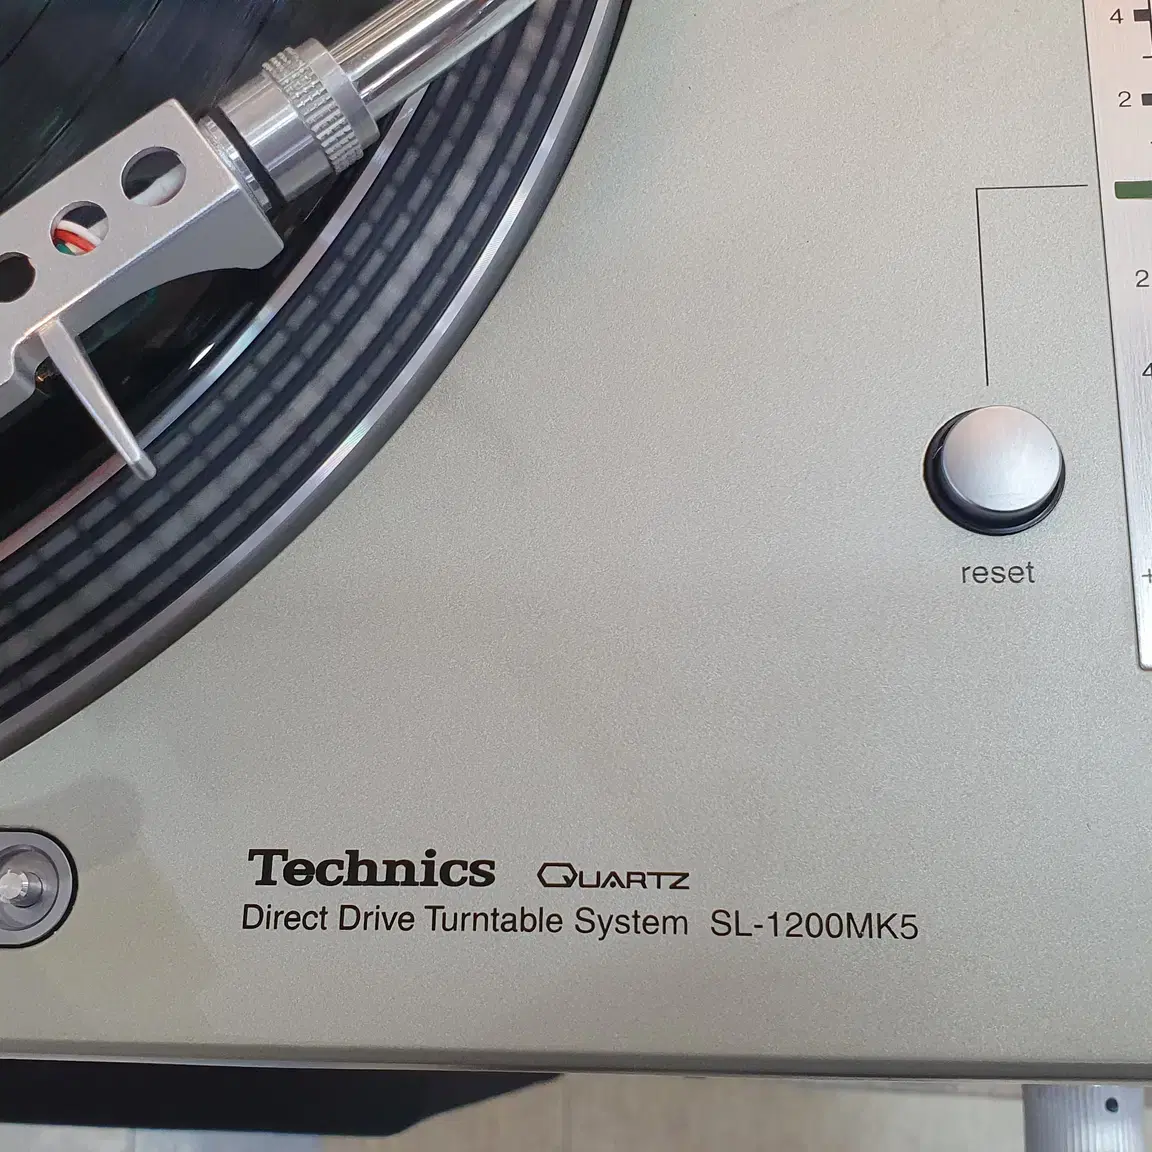 4
2
2
4
+
reset
Technics QUARTZ
Direct Drive Turntable System SL-1200MK5